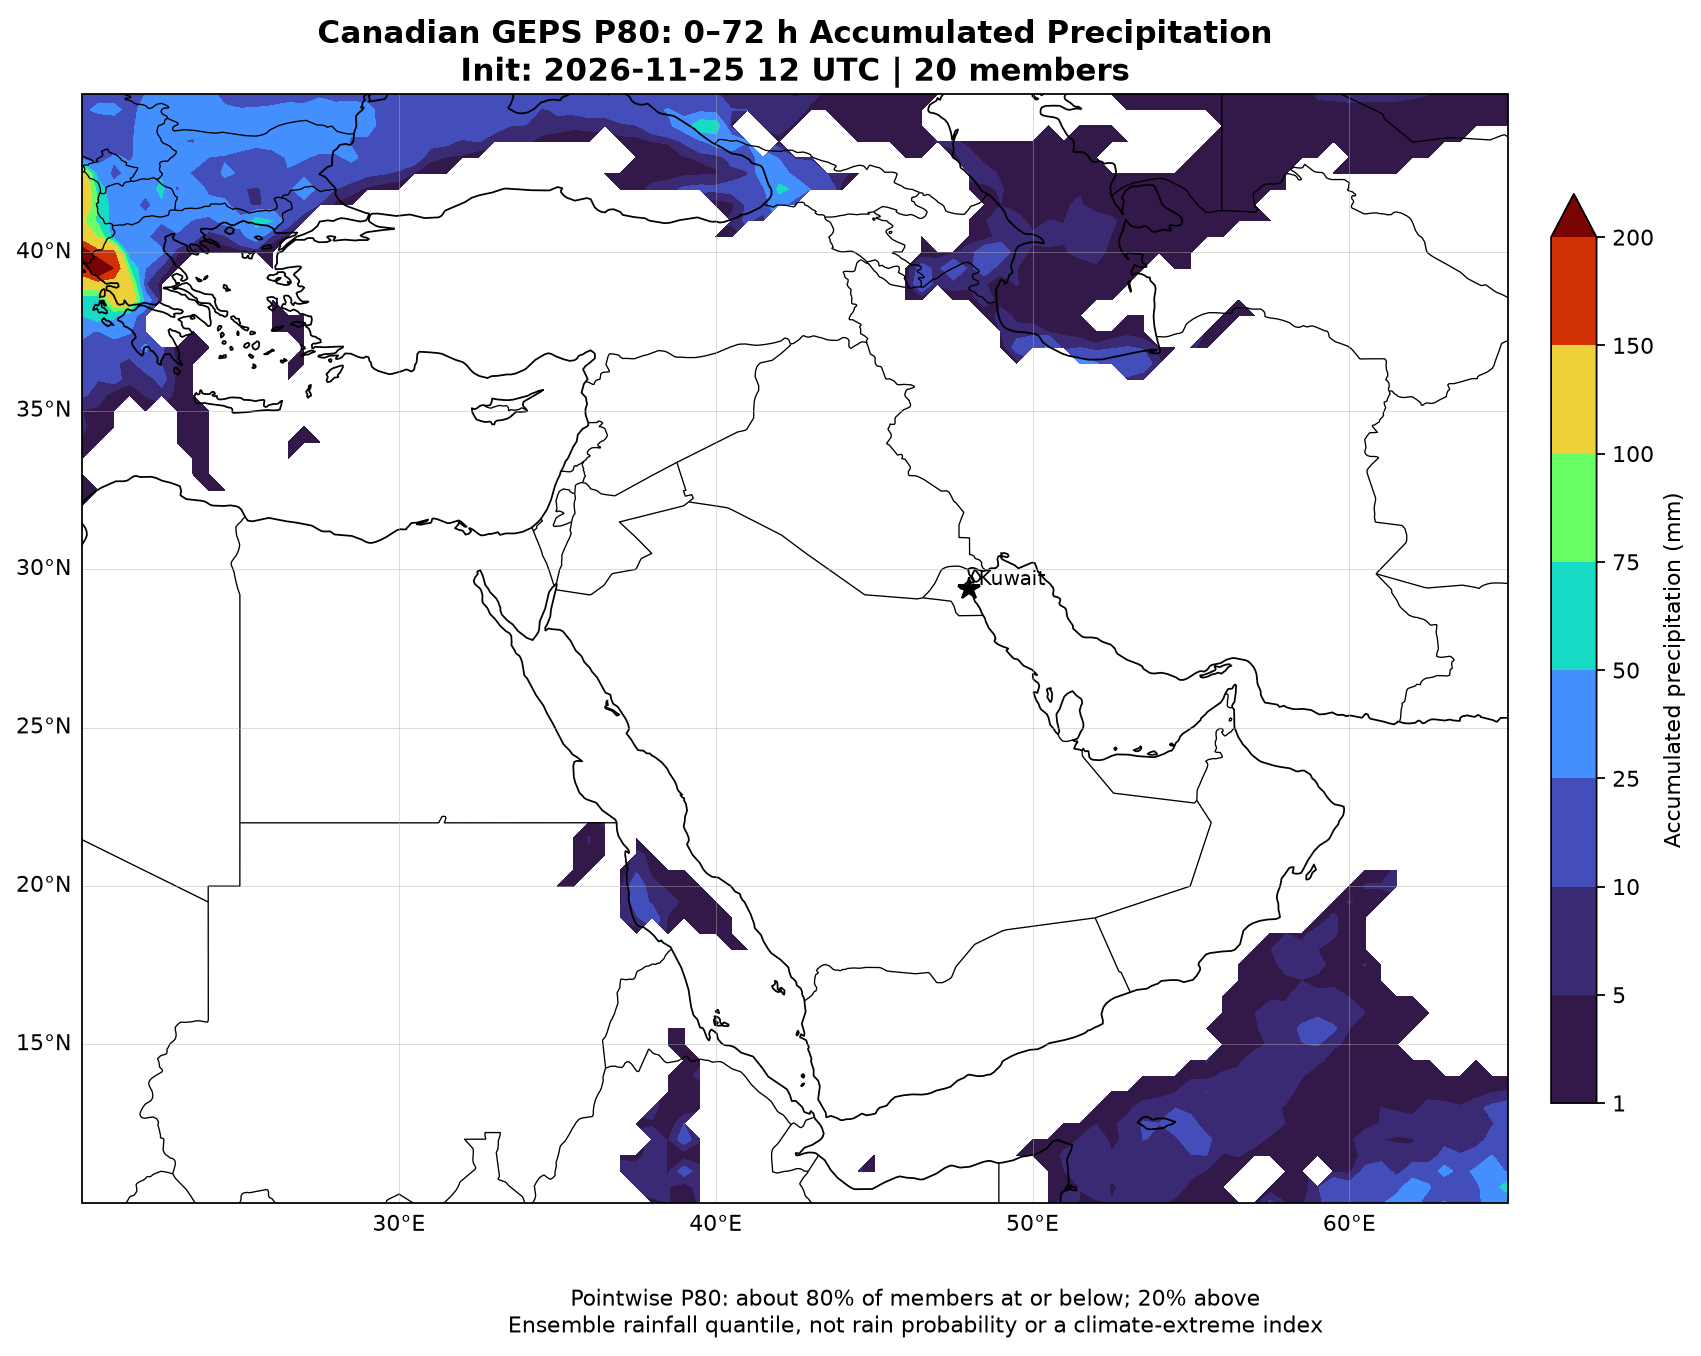 Canadian GEPS P80: 0–72 h Accumulated Precipitation
Init: 2026-11-25 12 UTC | 20 members
40°N
35°N
30°N
25°N
20°N
15°N
30°E
40°E
50°E
60°E
Kuwait
200
150
100
75
50
25
10
5
1
Accumulated precipitation (mm)
Pointwise P80: about 80% of members at or below; 20% above
Ensemble rainfall quantile, not rain probability or a climate-extreme index